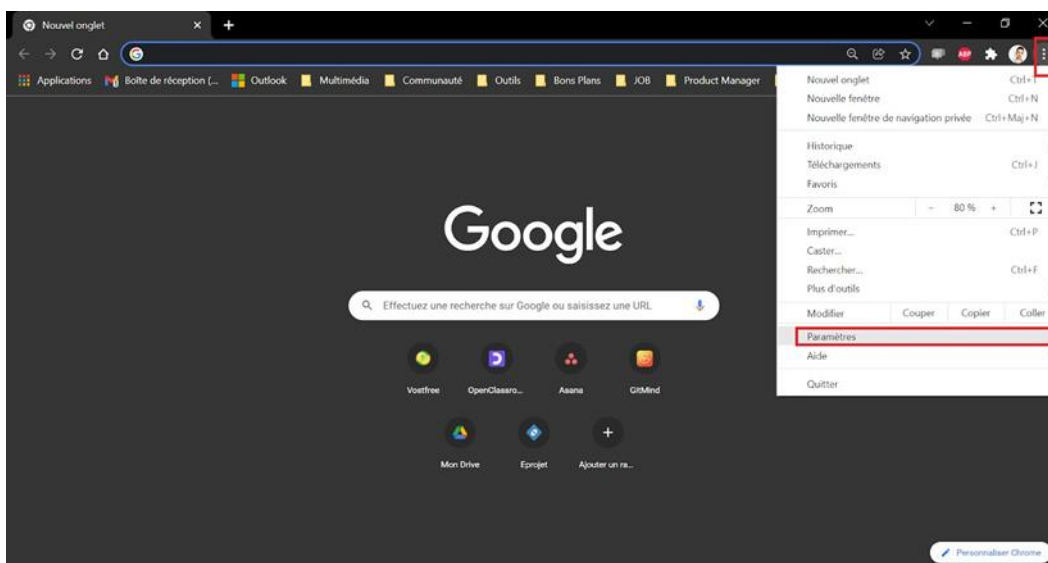 Nouvel onglet
Applications Boîte de réception (... Outlook Multimédia Communauté Outils Bons Plans JOB Product Manager
Nouvel onglet Ctrl+T
Nouvelle fenêtre Ctrl+N
Nouvelle fenêtre de navigation privée Ctrl+Maj+N
Historique
Téléchargements Ctrl+J
Favoris
Zoom - 80 % +
Imprimer... Ctrl+P
Caster...
Rechercher... Ctrl+F
Plus d'outils
Modifier Couper Copier Coller
Paramètres
Aide
Quitter
Google
Effectuez une recherche sur Google ou saisissez une URL
Vostfree OpenClassro... Asana GitMind
Mon Drive Eprojet Ajouter un ra...
Personnaliser Chrome